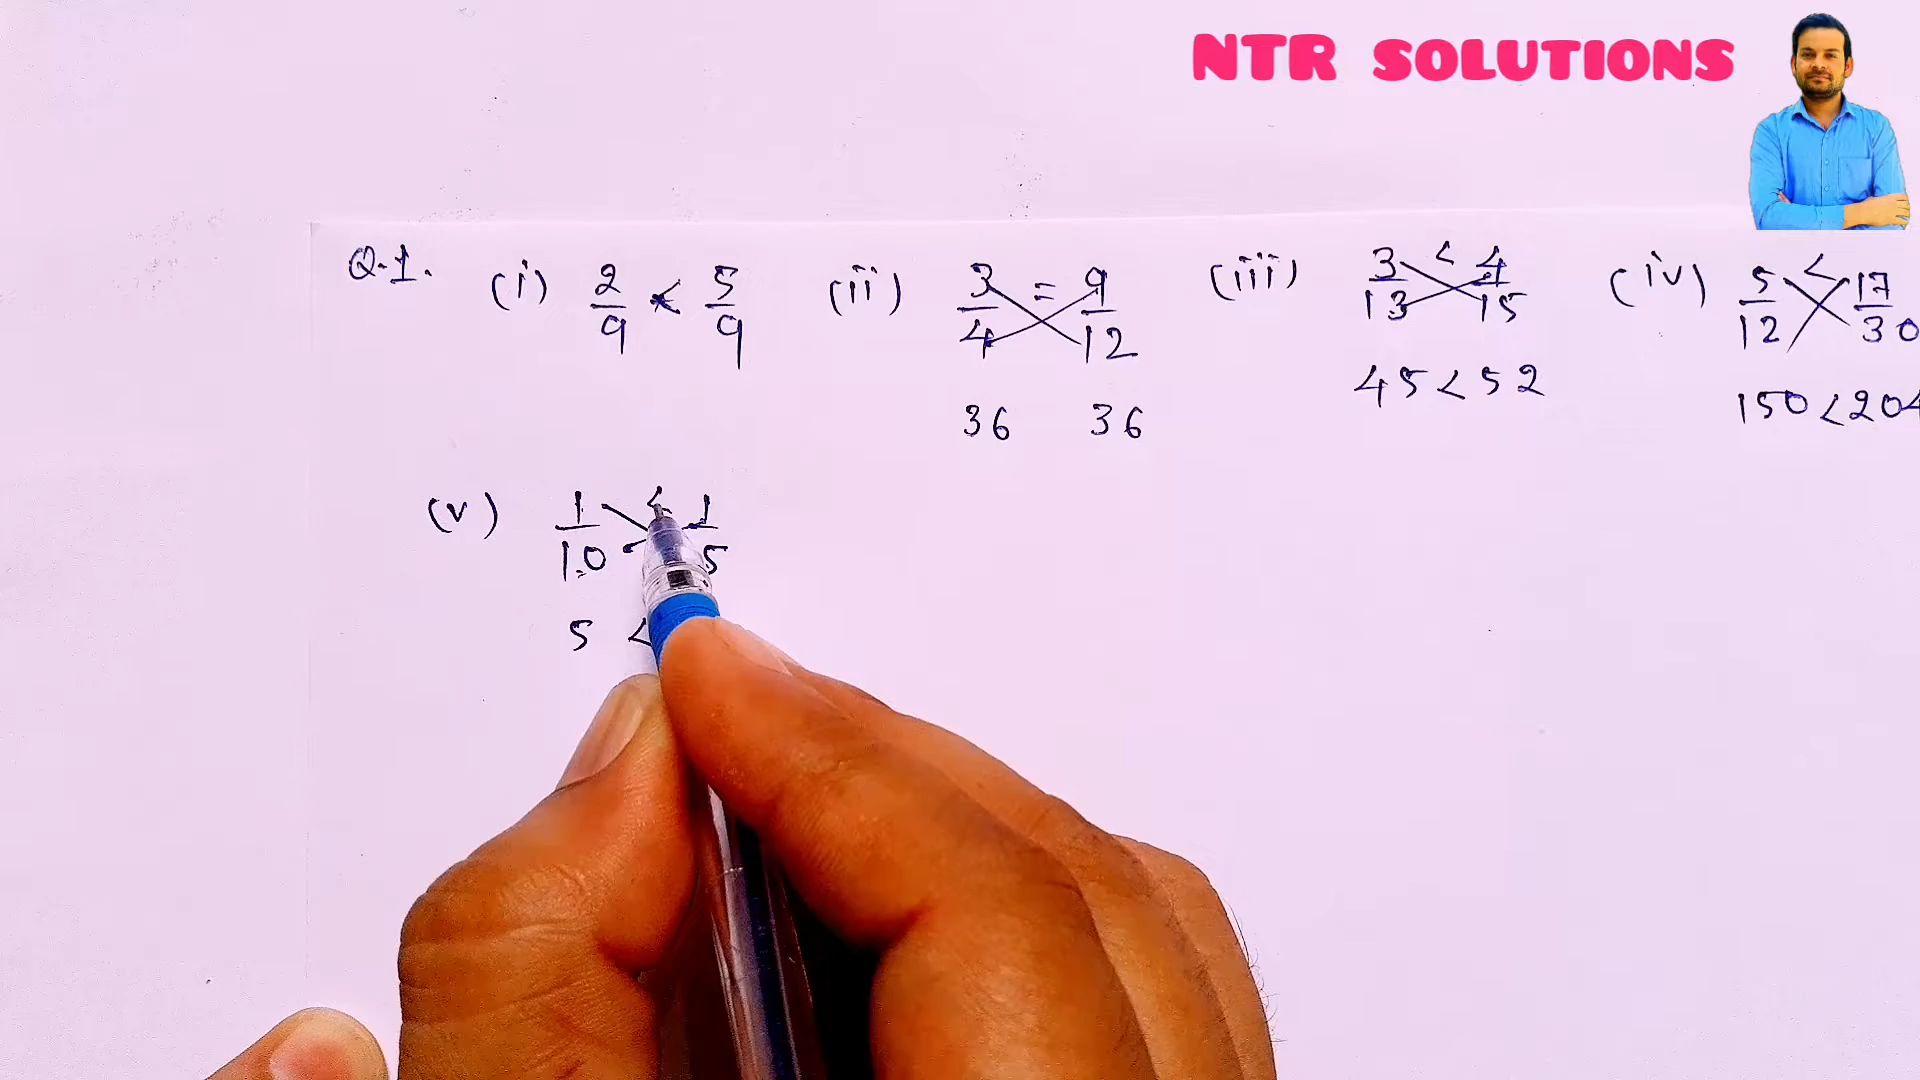 NTR SOLUTIONS
Q.1. (i) 2/9 < 5/9 (ii) 3/4 = 9/12 (iii) 3/13 < 4/15 (iv) 5/12 < 17/30
36 36 45 < 52 150 < 204
(v) 1/10 < 1/5
5 <